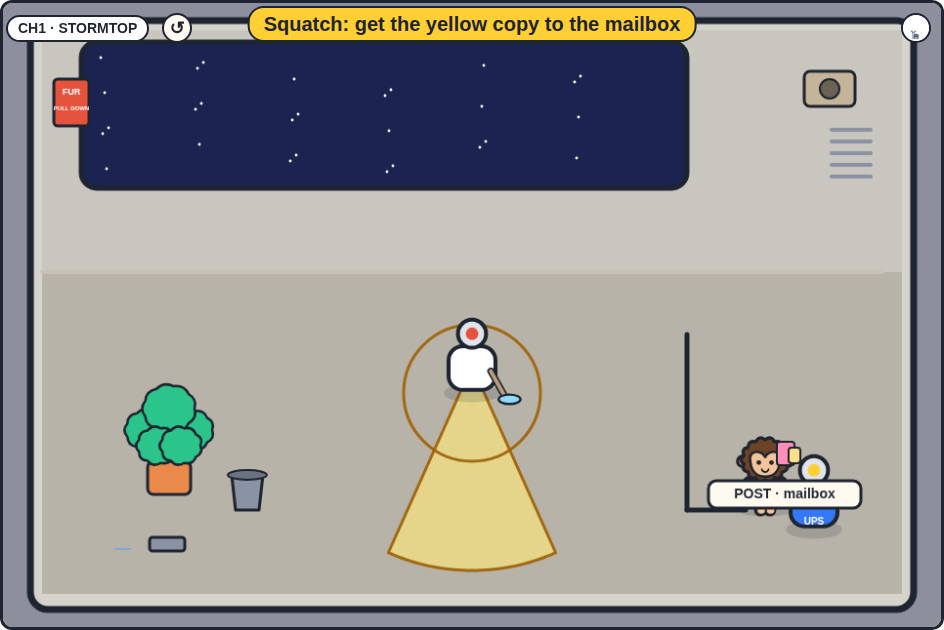 CH1 · STORMTOP
↺
Squatch: get the yellow copy to the mailbox
FUR
PULL DOWN
POST · mailbox
UPS